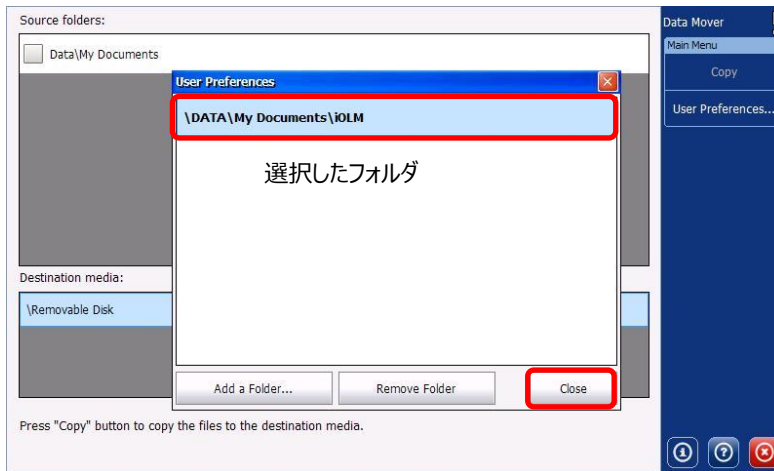 Source folders:
Data\My Documents
User Preferences
\DATA\My Documents\iOLM
選択したフォルダ
Destination media:
\Removable Disk
Add a Folder...
Remove Folder
Close
Press "Copy" button to copy the files to the destination media.
Data Mover
Main Menu
Copy
User Preferences...